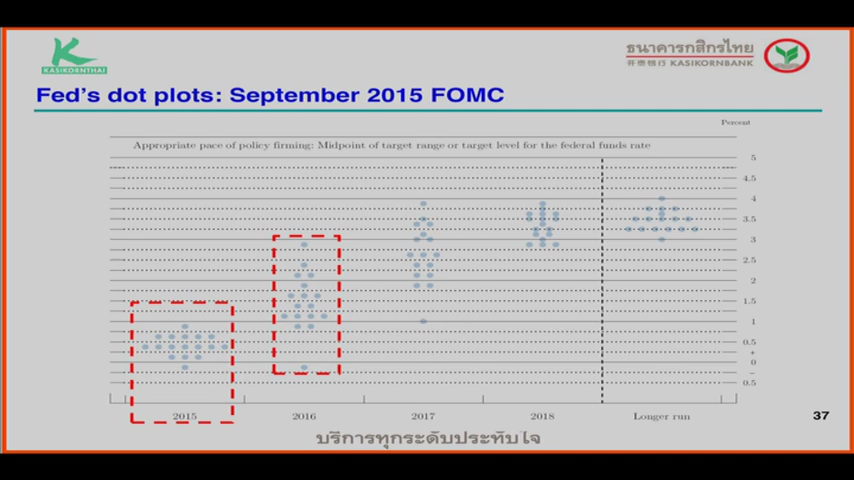 KASIKORNTHAI
ธนาคารกสิกรไทย
开泰银行 KASIKORNBANK
Fed's dot plots: September 2015 FOMC
Percent
Appropriate pace of policy firming: Midpoint of target range or target level for the federal funds rate
5
4.5
4
3.5
3
2.5
2
1.5
1
0.5
+
0
–
0.5
2015 2016 2017 2018 Longer run
37
บริการทุกระดับประทับใจ